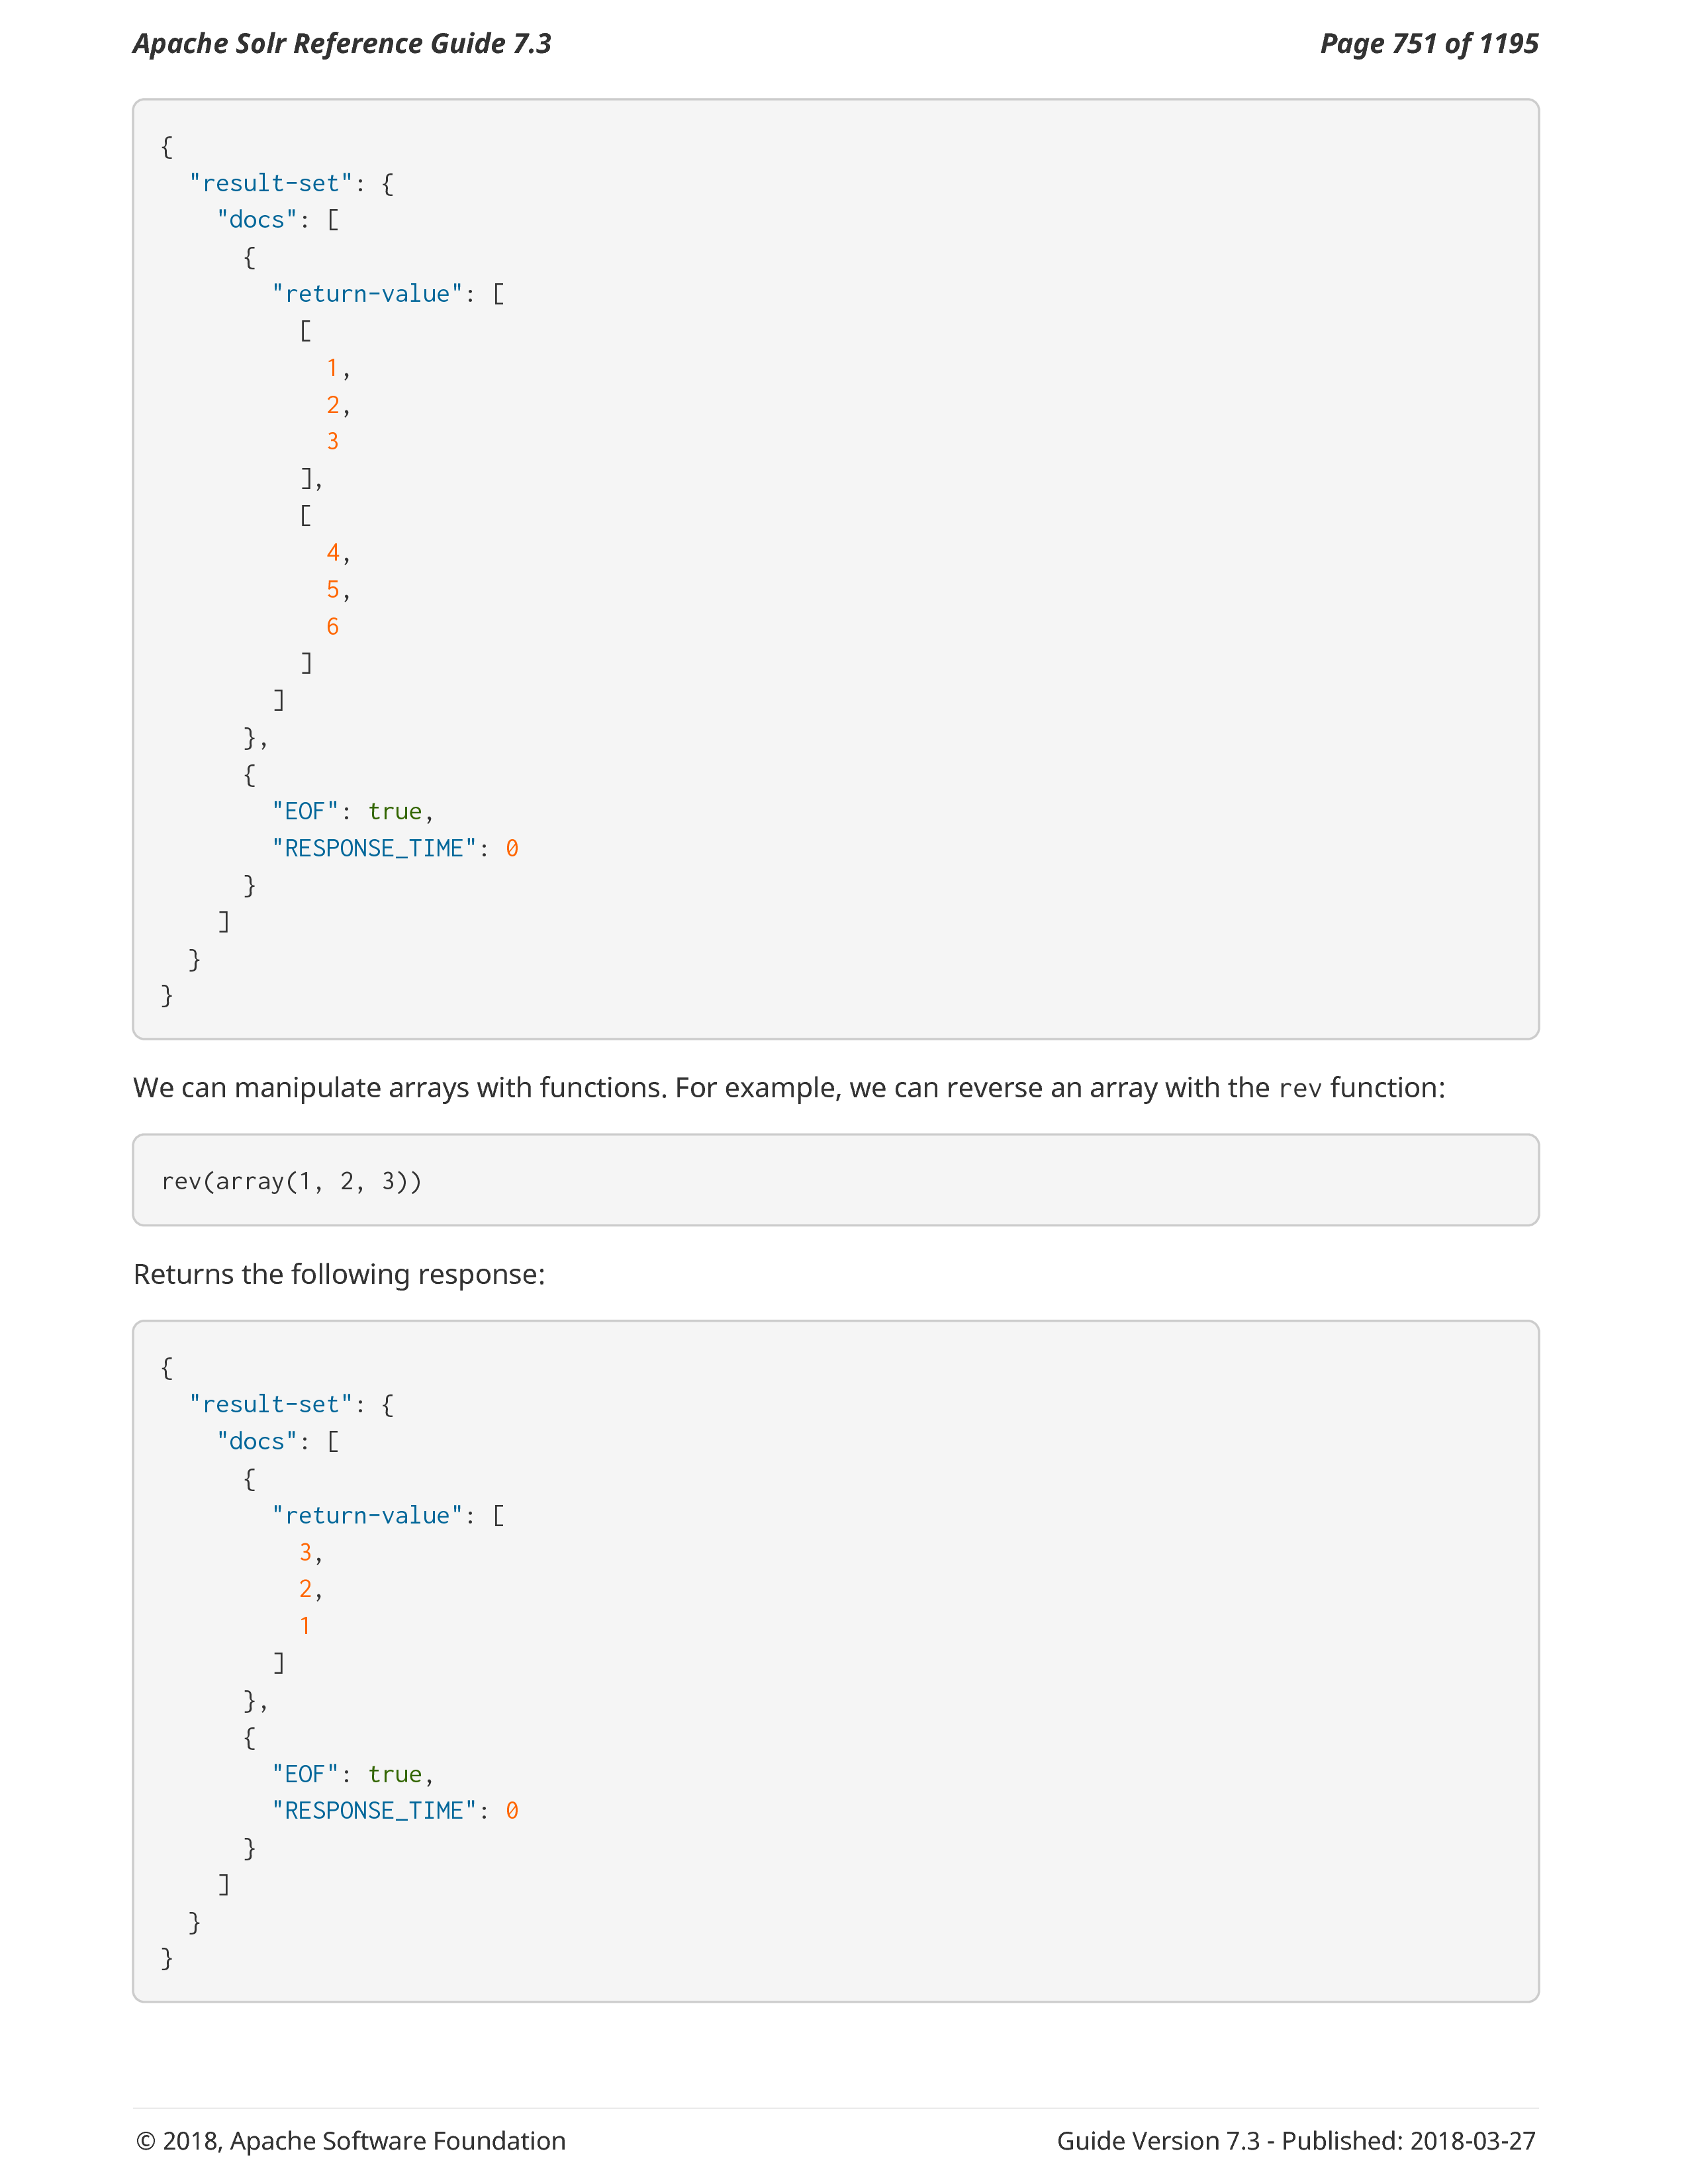 Apache Solr Reference Guide 7.3
Page 751 of 1195
{
  "result-set": {
    "docs": [
      {
        "return-value": [
          [
            1,
            2,
            3
          ],
          [
            4,
            5,
            6
          ]
        ]
      },
      {
        "EOF": true,
        "RESPONSE_TIME": 0
      }
    ]
  }
}
We can manipulate arrays with functions. For example, we can reverse an array with the rev function:
rev(array(1, 2, 3))
Returns the following response:
{
  "result-set": {
    "docs": [
      {
        "return-value": [
          3,
          2,
          1
        ]
      },
      {
        "EOF": true,
        "RESPONSE_TIME": 0
      }
    ]
  }
}
© 2018, Apache Software Foundation
Guide Version 7.3 - Published: 2018-03-27